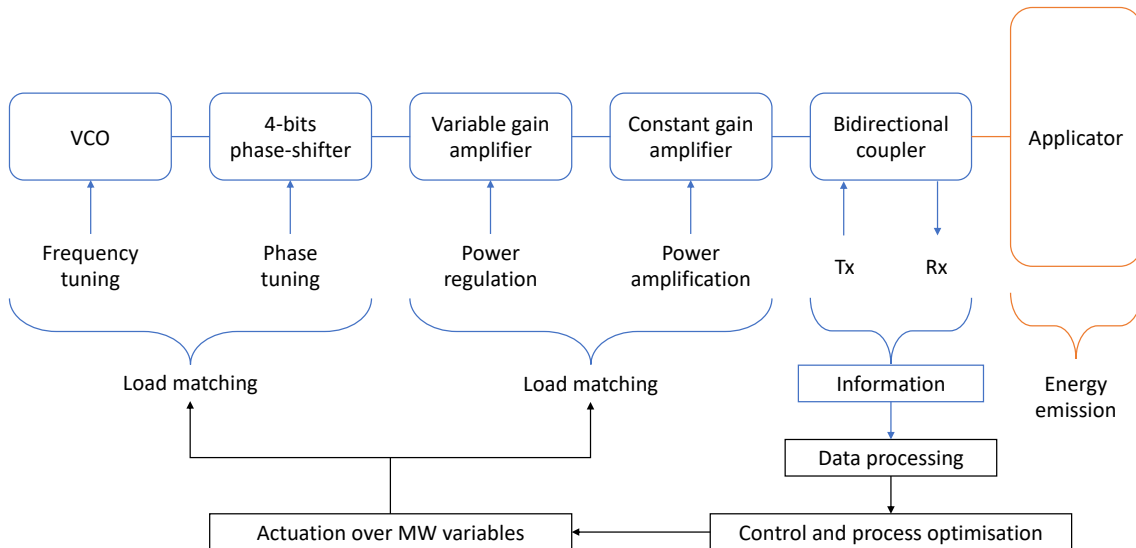 VCO
4-bits
phase-shifter
Variable gain
amplifier
Constant gain
amplifier
Bidirectional
coupler
Applicator
Frequency
tuning
Phase
tuning
Power
regulation
Power
amplification
Tx
Rx
Load matching
Load matching
Information
Energy
emission
Data processing
Actuation over MW variables
Control and process optimisation